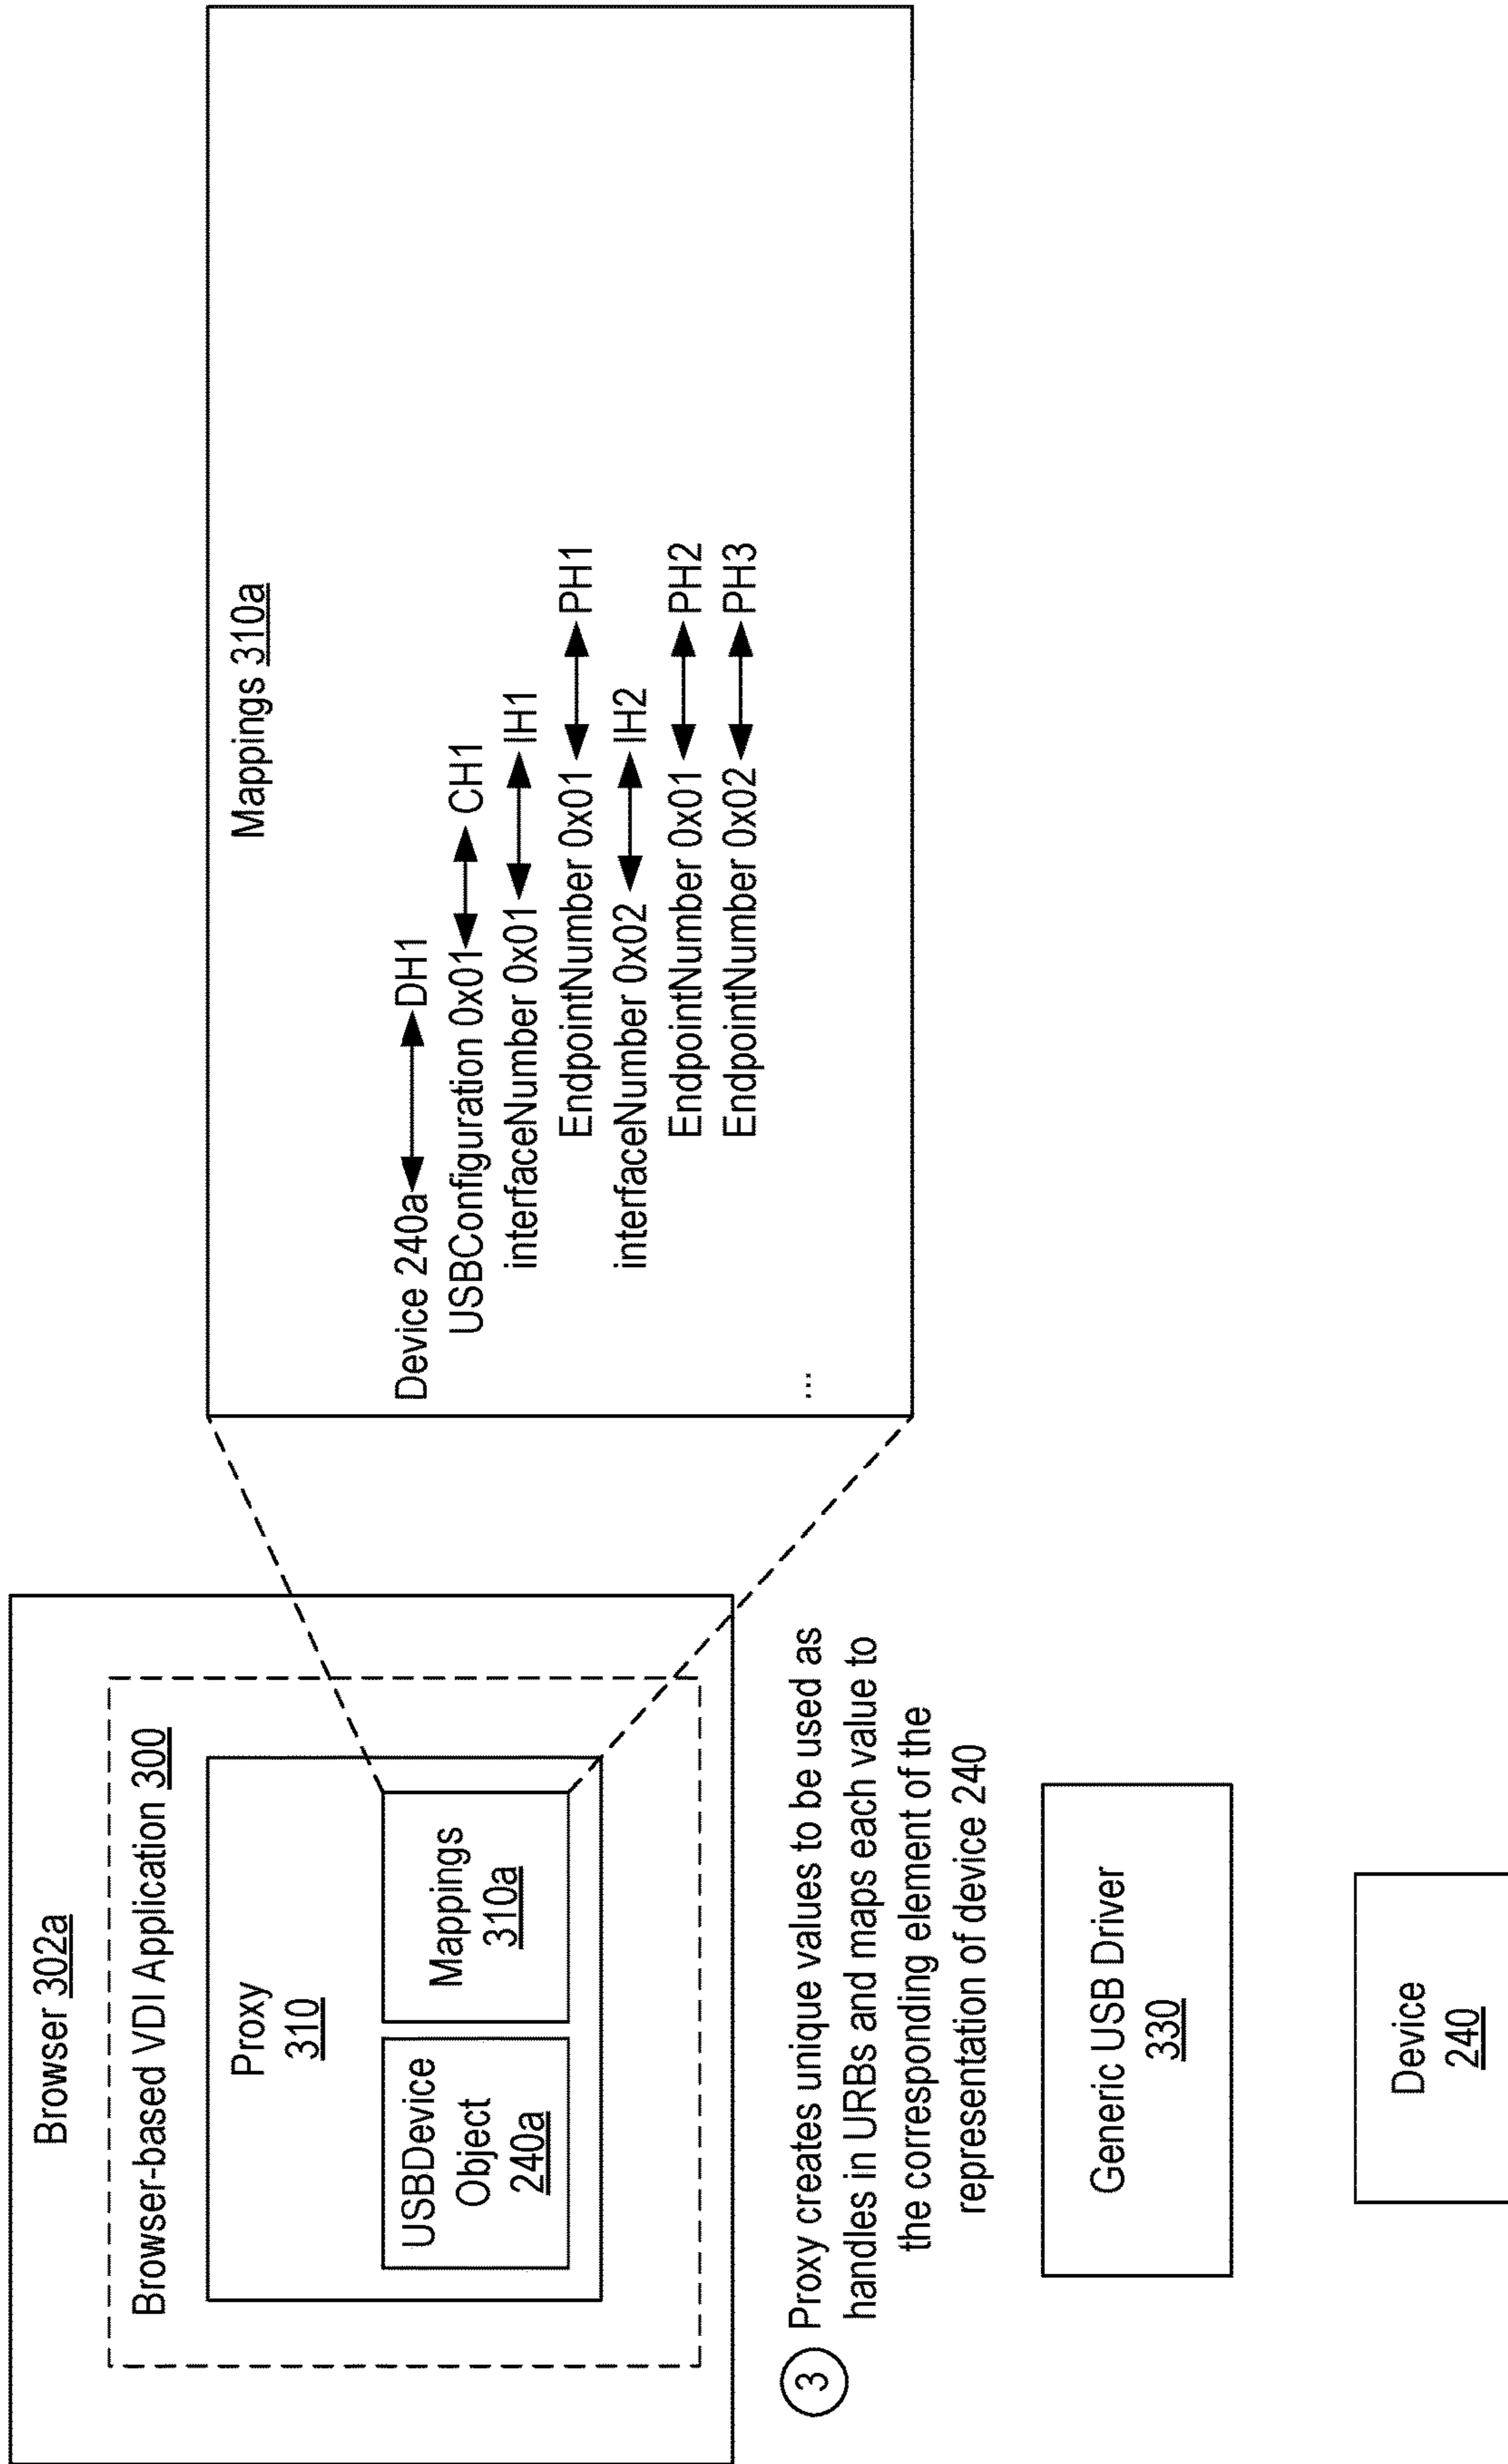 Browser 302a
Browser-based VDI Application 300
Proxy
310
USBDevice
Object
240a
Mappings
310a
3
Proxy creates unique values to be used as
handles in URBs and maps each value to
the corresponding element of the
representation of device 240
Generic USB Driver
330
Device
240
Mappings 310a
Device 240a DH1
USBConfiguration 0x01 CH1
interfaceNumber 0x01 IH1
EndpointNumber 0x01 PH1
interfaceNumber 0x02 IH2
EndpointNumber 0x01 PH2
EndpointNumber 0x02 PH3
...